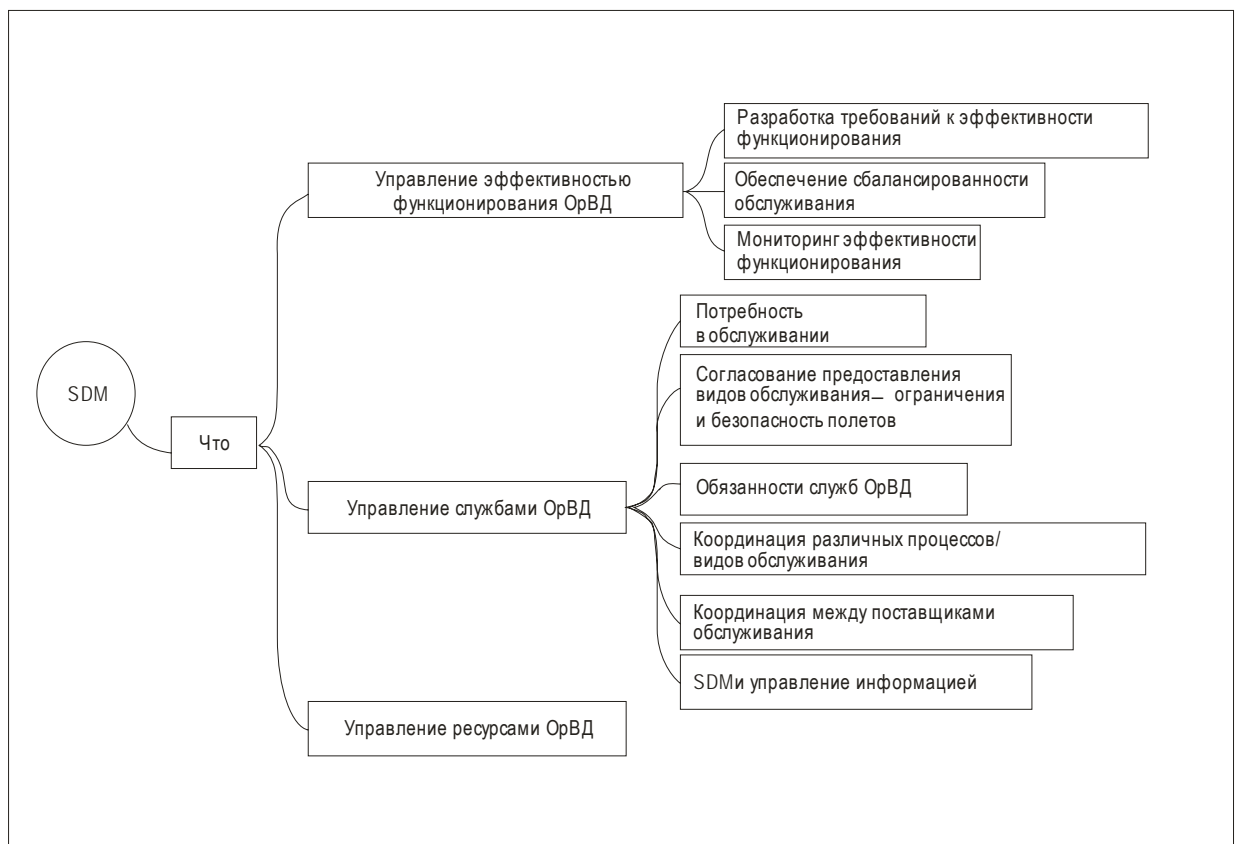 SDM
Что
Управление эффективностью
функционирования ОрВД
Разработка требований к эффективности
функционирования
Обеспечение сбалансированности
обслуживания
Мониторинг эффективности
функционирования
Управление службами ОрВД
Потребность
в обслуживании
Согласование предоставления
видов обслуживания – ограничения
и безопасность полетов
Обязанности служб ОрВД
Координация различных процессов/
видов обслуживания
Координация между поставщиками
обслуживания
SDM и управление информацией
Управление ресурсами ОрВД